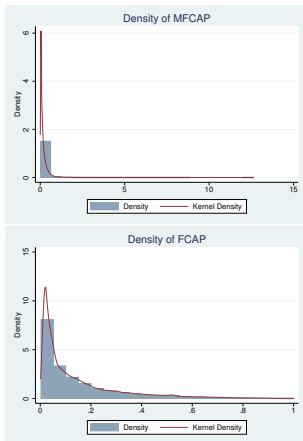 Density of MFCAP
6
4
2
0
Density
0
5
10
15
Density
Kernel Density
Density of FCAP
15
10
5
0
Density
0
.2
.4
.6
.8
1
Density
Kernel Density